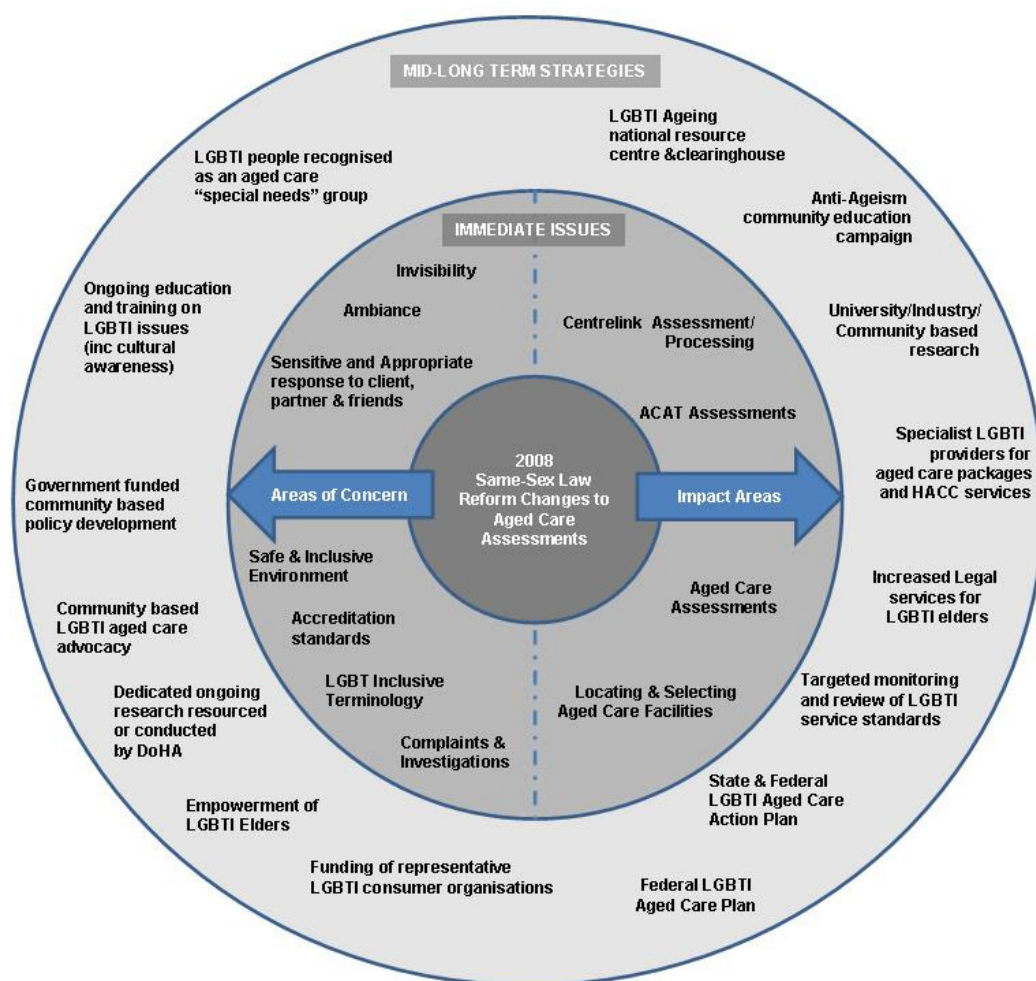 MID-LONG TERM STRATEGIES
LGBTI Ageing
national resource
centre &clearinghouse
LGBTI people recognised
as an aged care
“special needs” group
Anti-Ageism
community education
campaign
IMMEDIATE ISSUES
Invisibility
Ambiance
Ongoing education
and training on
LGBTI issues
(inc cultural
awareness)
Centrelink Assessment/
Processing
University/Industry/
Community based
research
Sensitive and Appropriate
response to client,
partner & friends
ACAT Assessments
Specialist LGBTI
providers for
aged care packages
and HACC services
Government funded
community based
policy development
Areas of Concern
2008
Same-Sex Law
Reform Changes to
Aged Care
Assessments
Impact Areas
Safe & Inclusive
Environment
Aged Care
Assessments
Increased Legal
services for
LGBTI elders
Community based
LGBTI aged care
advocacy
Accreditation
standards
LGBT Inclusive
Terminology
Locating & Selecting
Aged Care Facilities
Targeted monitoring
and review of LGBTI
service standards
Dedicated ongoing
research resourced
or conducted
by DoHA
Complaints &
Investigations
State & Federal
LGBTI Aged Care
Action Plan
Empowerment of
LGBTI Elders
Funding of representative
LGBTI consumer organisations
Federal LGBTI
Aged Care Plan